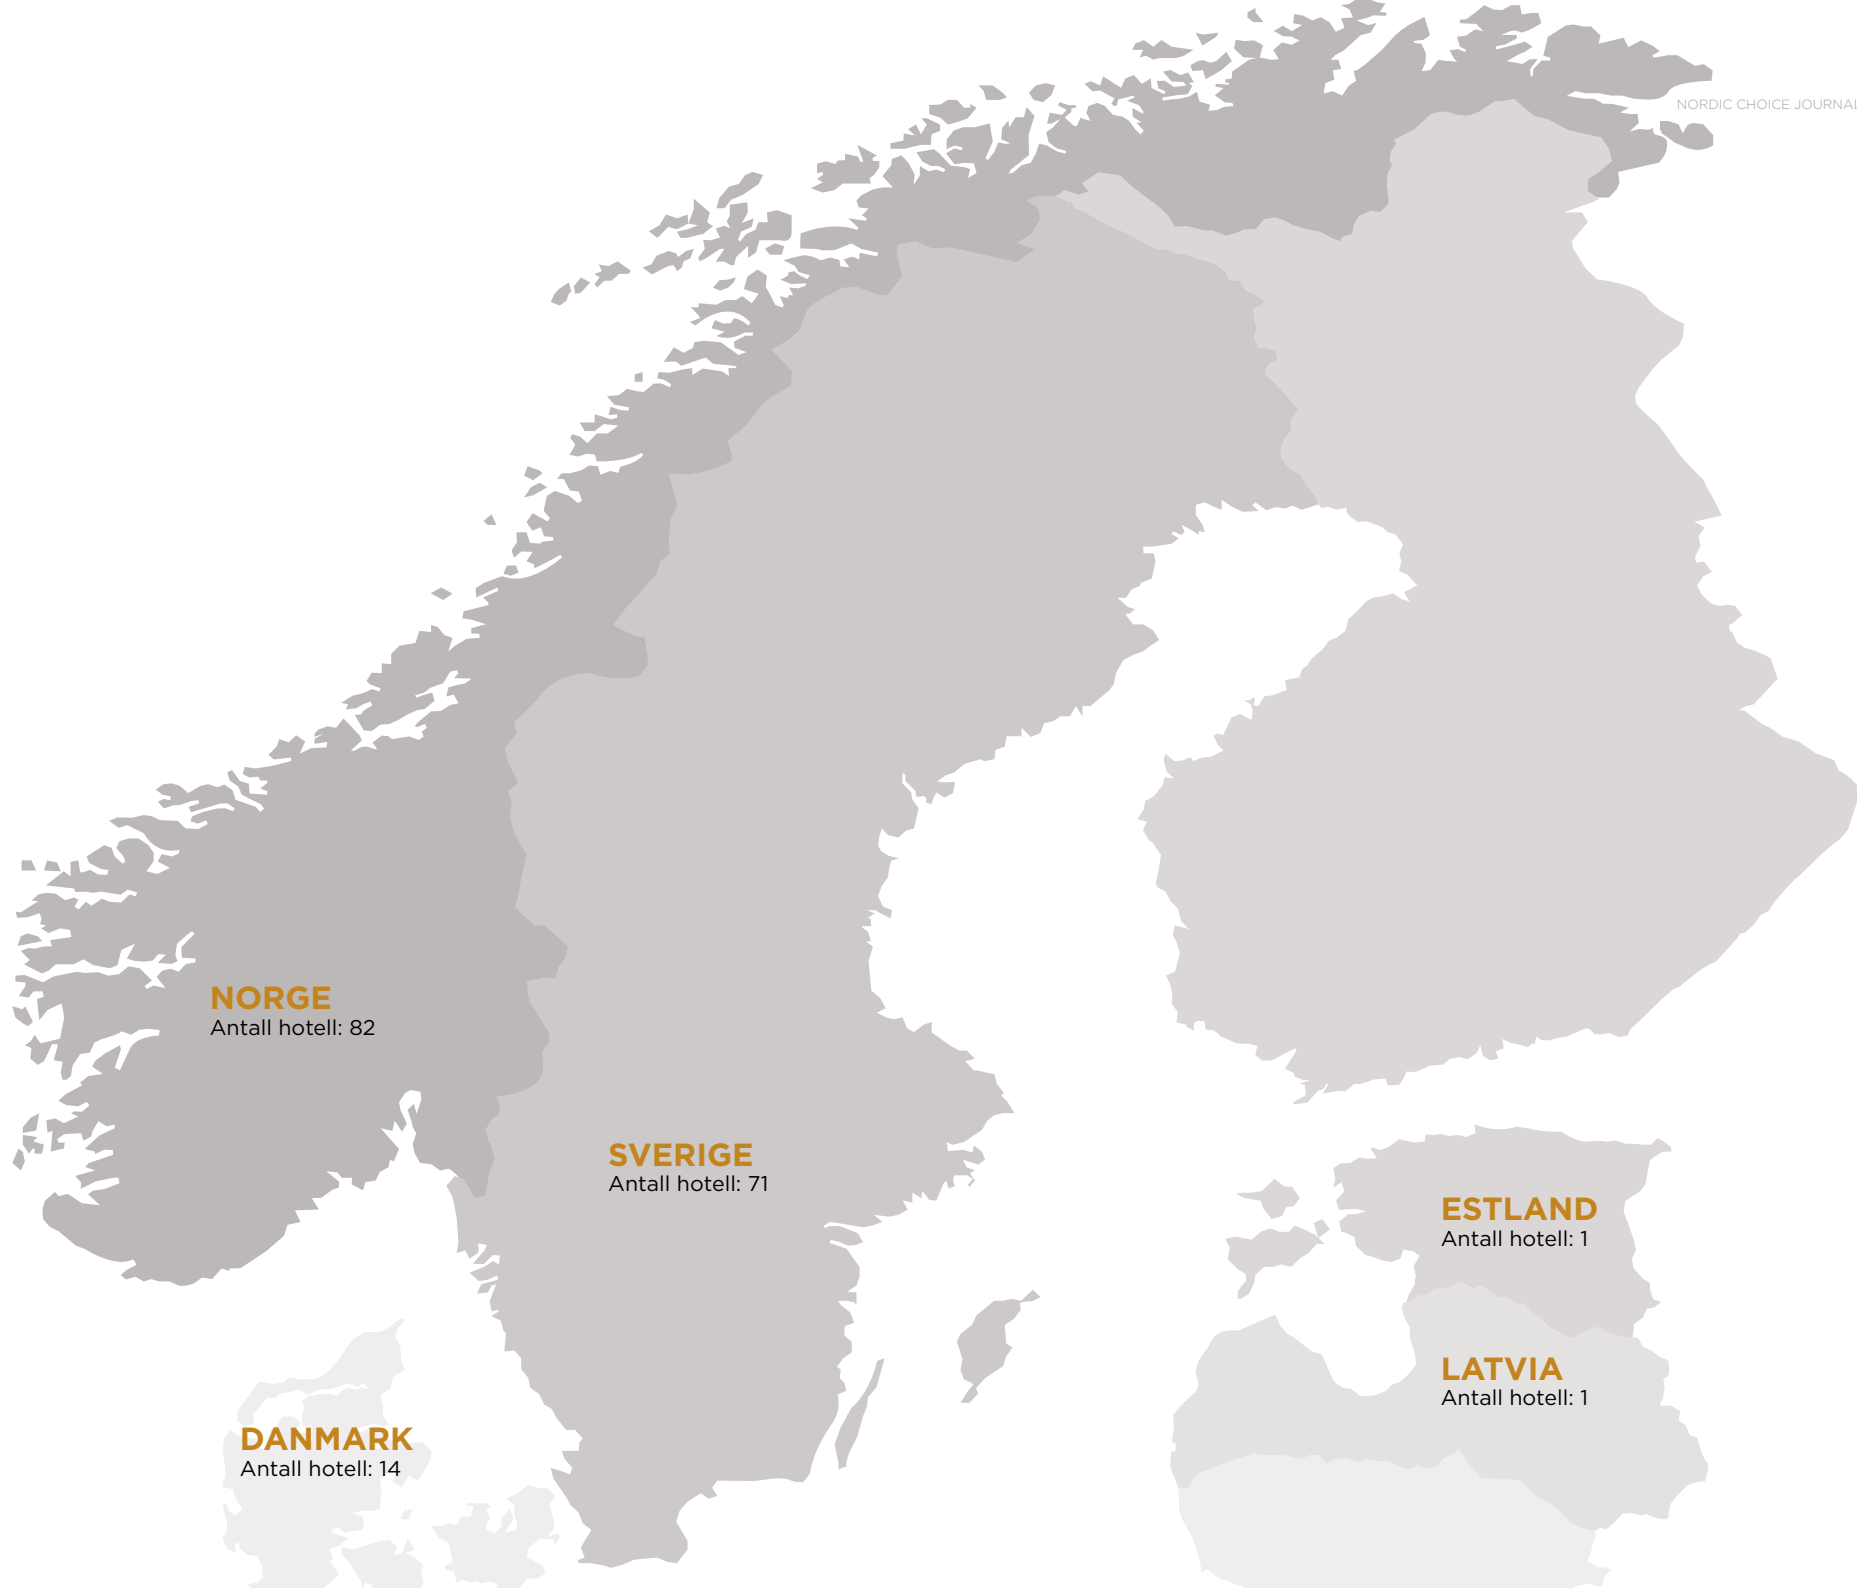 NORDIC CHOICE JOURNAL
NORGE
Antall hotell: 82
SVERIGE
Antall hotell: 71
ESTLAND
Antall hotell: 1
LATVIA
Antall hotell: 1
DANMARK
Antall hotell: 14